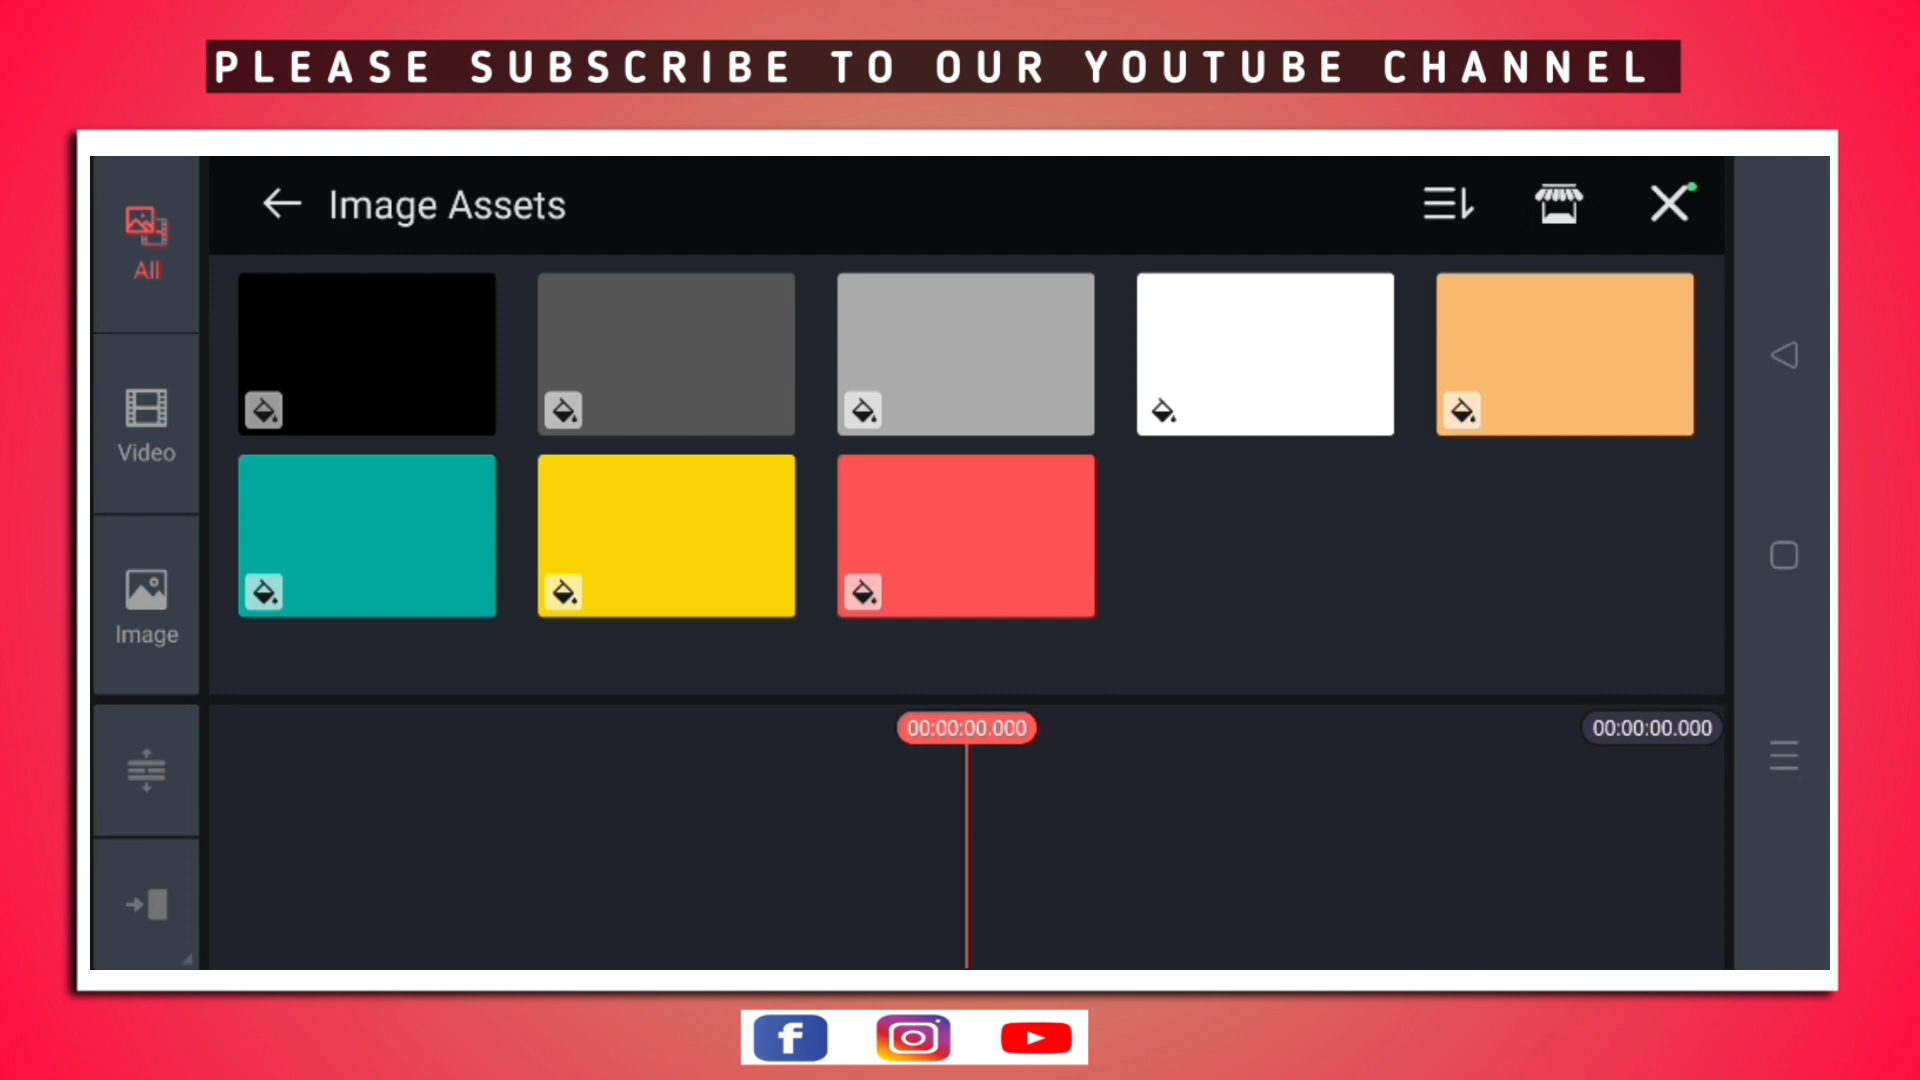 PLEASE SUBSCRIBE TO OUR YOUTUBE CHANNEL
Image Assets
All
Video
Image
00:00:00.000
00:00:00.000